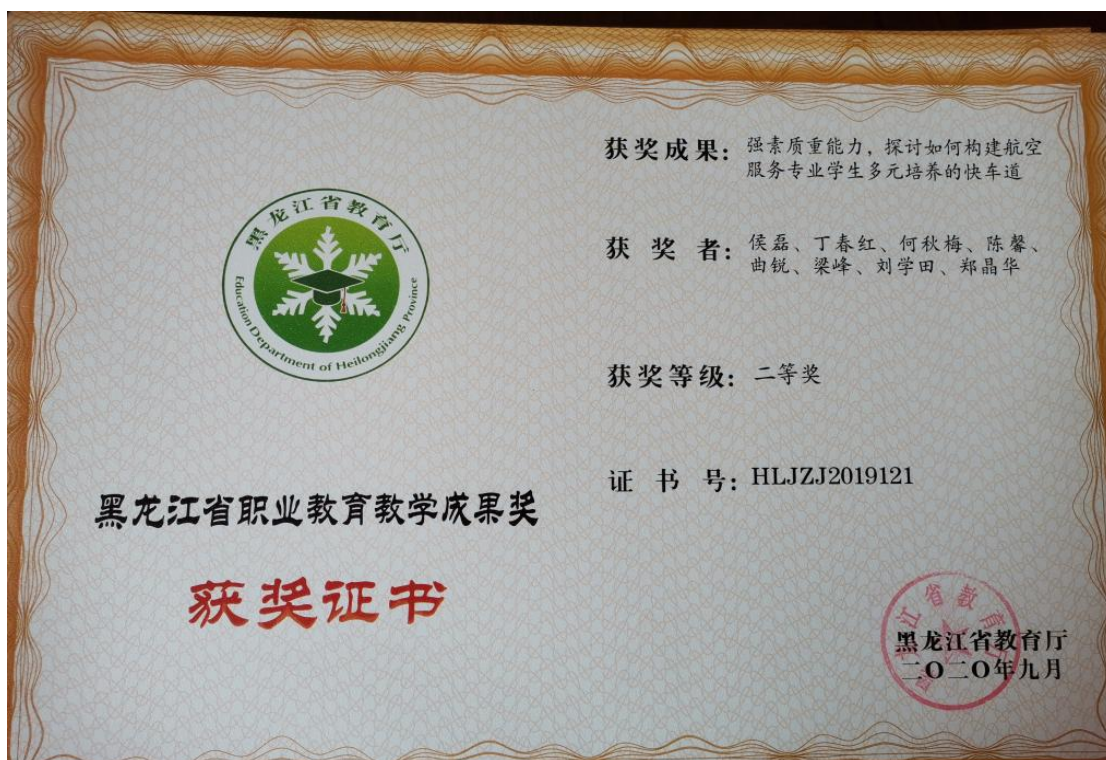 黑龙江省教育厅
Education Department of Heilongjiang Province
黑龙江省职业教育教学成果奖
获奖证书
获奖成果：强素质重能力，探讨如何构建航空
服务专业学生多元培养的快车道
获奖者：侯磊、丁春红、何秋梅、陈馨、
曲锐、梁峰、刘学田、郑晶华
获奖等级：二等奖
证书号：HLJZJ2019121
黑龙江省教育厅
黑龙江省教育厅
二〇二〇年九月